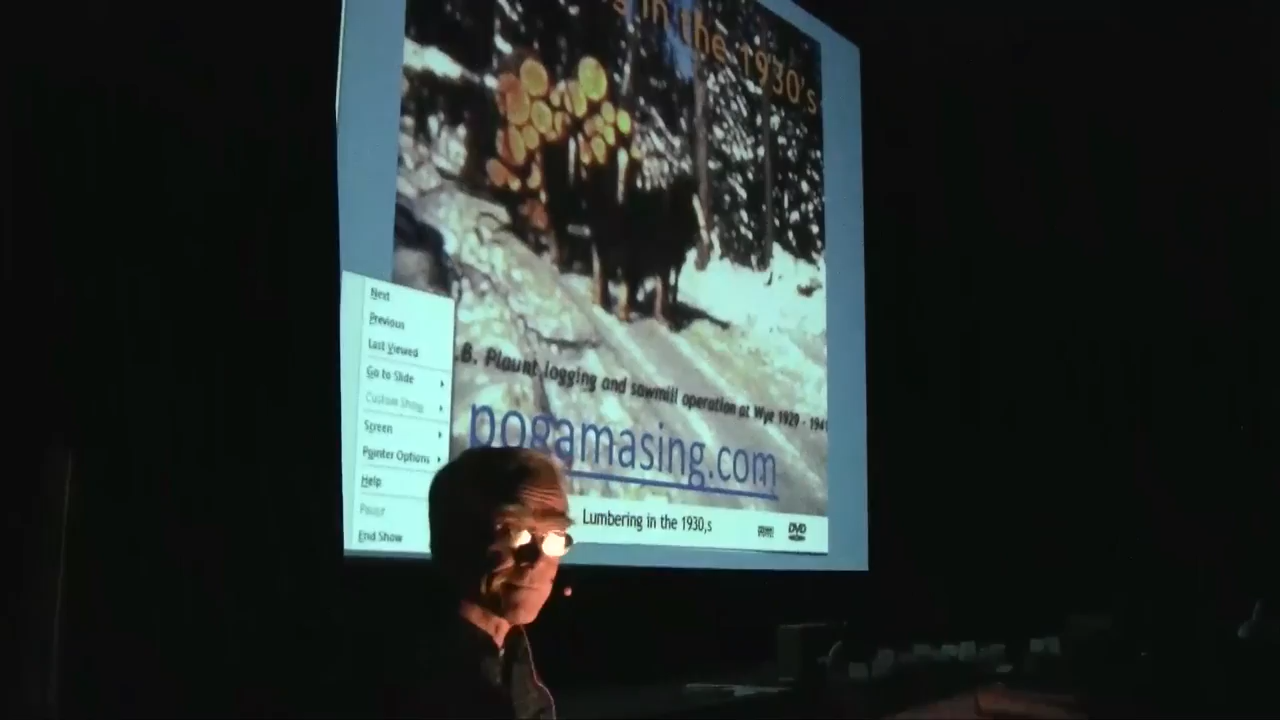 in the 1930's
Next
Previous
Last Viewed
Go to Slide
Custom Show
Screen
Pointer Options
Help
Pause
End Show
B. Plaunt logging and sawmill operation at Wye 1929 - 1941
pogamasing.com
Lumbering in the 1930,s
DVD